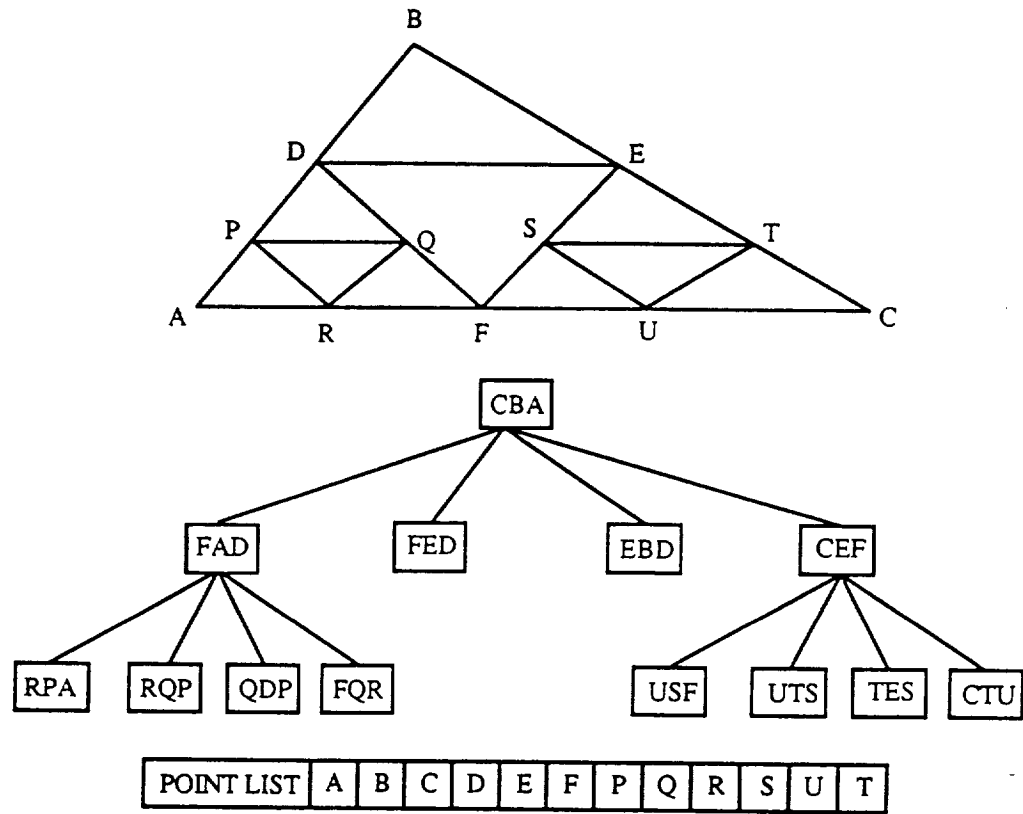 B
D E
P Q S T
A R F U C
CBA
FAD FED EBD CEF
RPA RQP QDP FQR USF UTS TES CTU
POINT LIST A B C D E F P Q R S U T